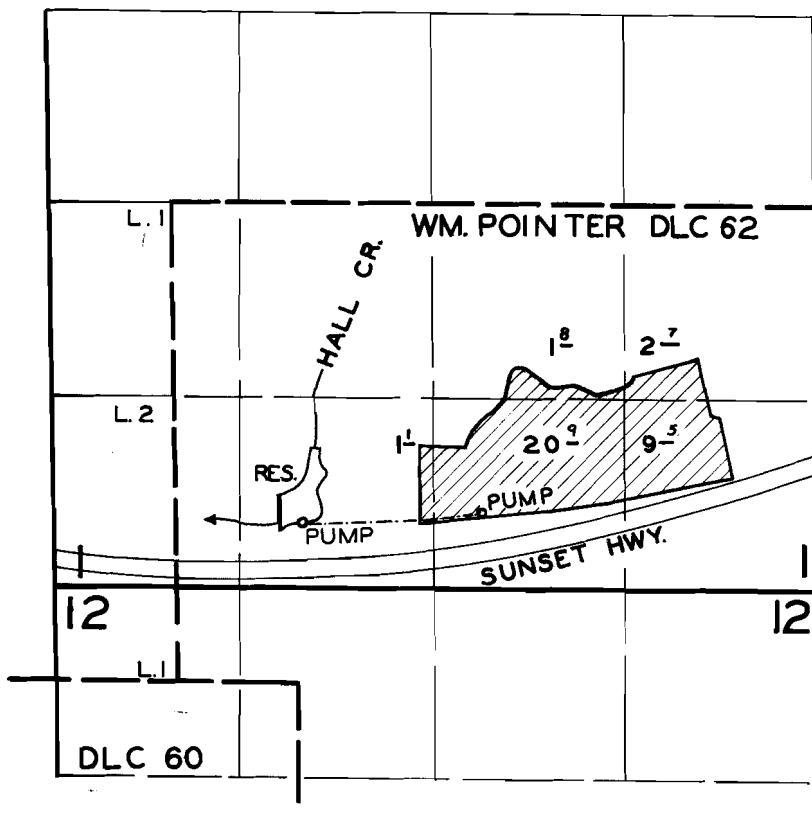 L.1
WM. POINTER DLC 62
HALL CR.
1 8
2 7
L.2
1 1
20 9
9 5
RES.
PUMP
PUMP
SUNSET HWY.
1
1
12
12
L.1
DLC 60